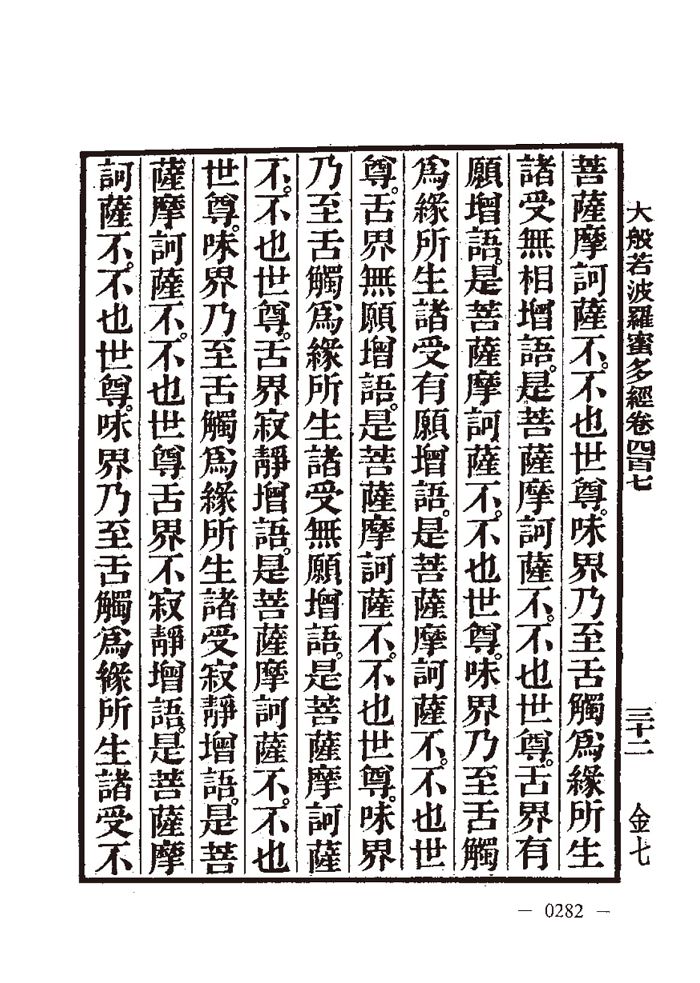 大般若波羅蜜多經卷四百七 三十二 金七
菩薩摩訶薩不。不也世尊。味界乃至舌觸爲緣所生
諸受無相增語。是菩薩摩訶薩不。不也世尊。舌界有
願增語。是菩薩摩訶薩不。不也世尊。味界乃至舌觸
爲緣所生諸受有願增語。是菩薩摩訶薩不。不也世
尊。舌界無願增語。是菩薩摩訶薩不。不也世尊。味界
乃至舌觸爲緣所生諸受無願增語。是菩薩摩訶薩
不。不也世尊。舌界寂靜增語。是菩薩摩訶薩不。不也
世尊。味界乃至舌觸爲緣所生諸受寂靜增語。是菩
薩摩訶薩不。不也世尊舌界不寂靜增語。是菩薩摩
訶薩不。不也世尊。味界乃至舌觸爲緣所生諸受不
— 0282 —